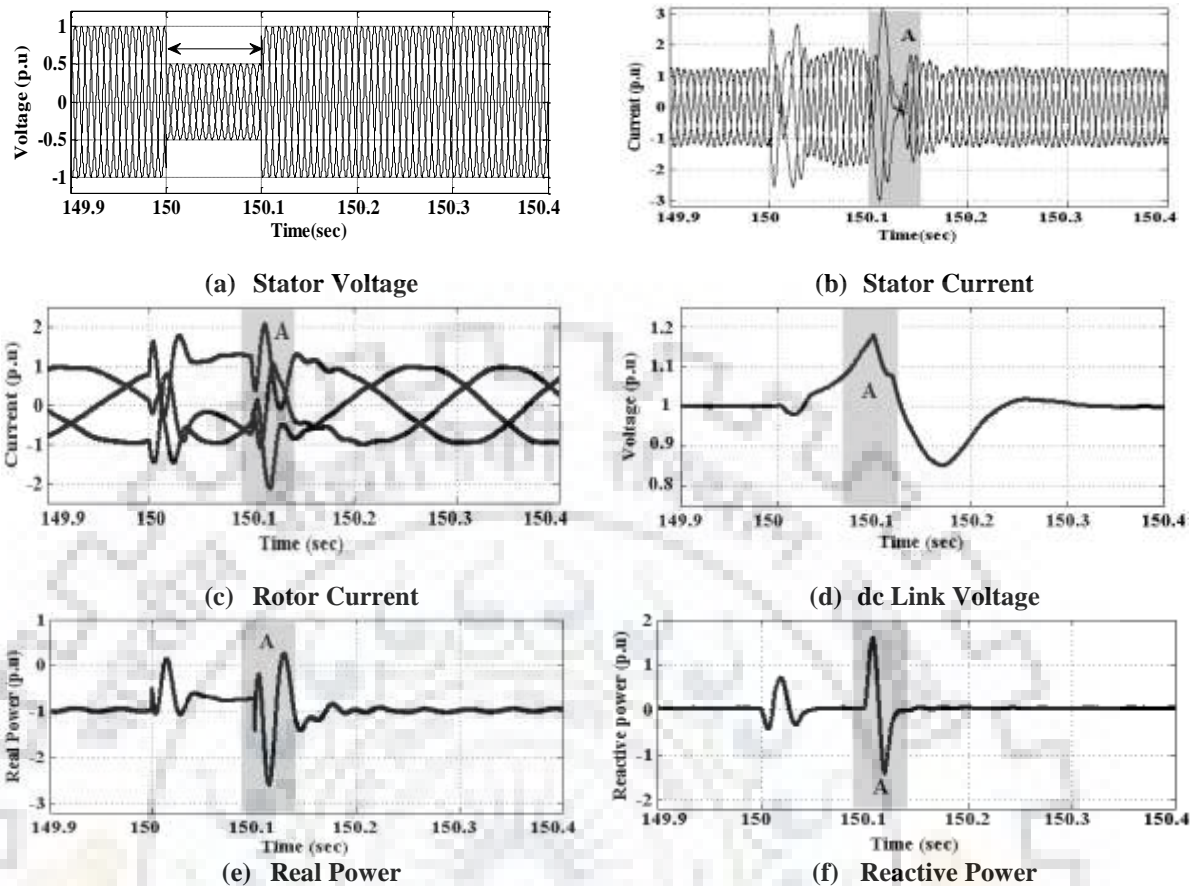 Voltage (p.u)
1
0.5
0
-0.5
-1
149.9 150 150.1 150.2 150.3 150.4
Time(sec)
(a) Stator Voltage
Current (p.u)
3
2
1
0
-1
-2
-3
A
149.9 150 150.1 150.2 150.3 150.4
Time(sec)
(b) Stator Current
Current (p.u)
2
1
0
-1
-2
A
149.9 150 150.1 150.2 150.3 150.4
Time (sec)
(c) Rotor Current
Voltage (p.u)
1.2
1.1
1
0.9
0.8
A
149.9 150 150.1 150.2 150.3 150.4
Time (sec)
(d) dc Link Voltage
Real Power (p.u)
1
0
-1
-2
-3
A
149.9 150 150.1 150.2 150.3 150.4
Time (sec)
(e) Real Power
Reactive power (p.u)
2
1
0
-1
-2
A
149.9 150 150.1 150.2 150.3 150.4
Time (sec)
(f) Reactive Power